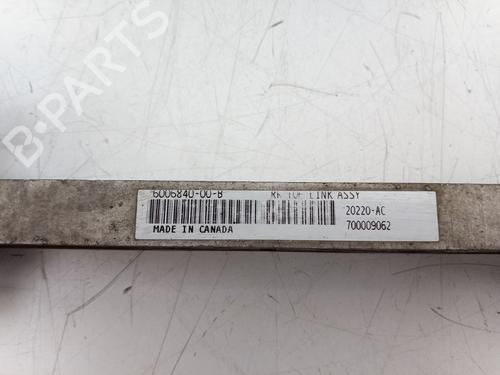 B-PARTS
6006840-00-B RR TOP LINK ASSY
20220-AC
MADE IN CANADA 700009062